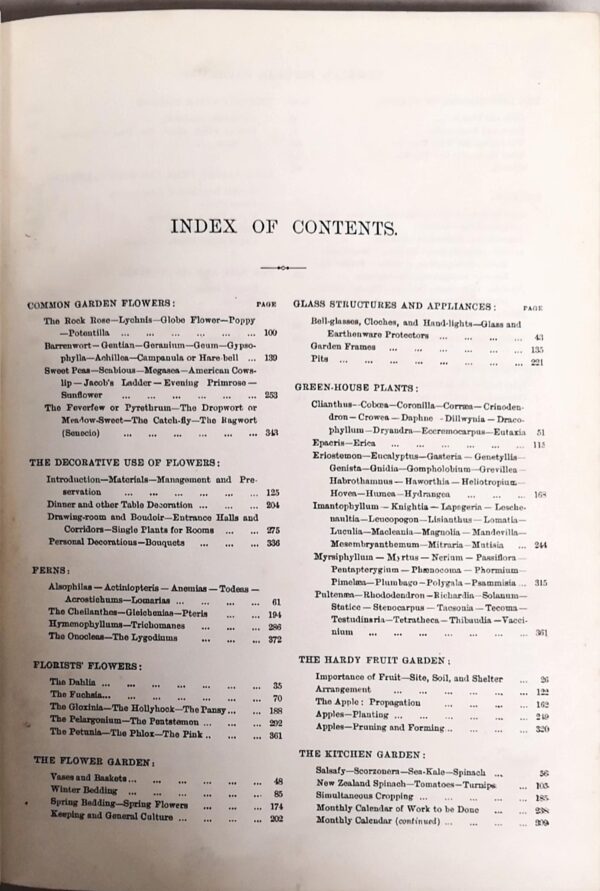 INDEX OF CONTENTS.
COMMON GARDEN FLOWERS: PAGE
The Rock Rose—Lychnis—Globe Flower—Poppy
—Potentilla ... ... ... ... ... ... 100
Barrenwort—Gentian—Geranium—Geum—Gypso-
phylla—Achillea—Campanula or Hare-bell ... 139
Sweet Peas—Scabious—Megasea—American Cows-
lip—Jacob's Ladder—Evening Primrose—
Sunflower ... ... ... ... ... ... 253
The Feverfew or Pyrethrum—The Dropwort or
Meadow-Sweet—The Catch-fly—The Ragwort
(Senecio) ... ... ... ... ... ... 343
THE DECORATIVE USE OF FLOWERS:
Introduction—Materials—Management and Pre-
servation ... ... ... ... ... ... 125
Dinner and other Table Decoration ... ... ... 204
Drawing-room and Boudoir—Entrance Halls and
Corridors—Single Plants for Rooms ... ... 275
Personal Decorations—Bouquets ... ... ... 336
FERNS:
Alsophilas—Actiniopteris—Anemias—Todeas—
Acrostichums—Lomarias ... ... ... ... 61
The Cheilanthes—Gleichenias—Pteris ... ... 194
Hymenophyllums—Trichomanes ... ... ... 286
The Onocleas—The Lygodiums ... ... ... 372
FLORISTS' FLOWERS:
The Dahlia ... ... ... ... ... ... ... 35
The Fuchsia... ... ... ... ... ... ... 70
The Gloxinia—The Hollyhock—The Pansy... ... 188
The Pelargonium—The Pentstemon ... ... ... 292
The Petunia—The Phlox—The Pink .. ... ... 361
THE FLOWER GARDEN:
Vases and Baskets... ... ... ... ... ... 48
Winter Bedding ... ... ... ... ... ... 85
Spring Bedding—Spring Flowers ... ... ... 174
Keeping and General Culture ... ... ... ... 202
GLASS STRUCTURES AND APPLIANCES: PAGE
Bell-glasses, Cloches, and Hand-lights—Glass and
Earthenware Protectors ... ... ... ... 43
Garden Frames ... ... ... ... ... ... 135
Pits ... ... ... ... ... ... ... ... 221
GREEN-HOUSE PLANTS:
Clianthus—Cobœa—Coronilla—Corræa—Crinoden-
dron—Crowea—Daphne—Dillwynia—Draco-
phyllum—Dryandra—Eccremocarpus—Eutaxia 51
Epacris—Erica ... ... ... ... ... ... 115
Eriostemon—Eucalyptus—Gasteria—Genetyllis—
Genista—Gnidia—Gompholobium—Grevillea—
Habrothamnus—Haworthia—Heliotropium—
Hovea—Humea—Hydrangea ... ... ... 168
Imantophyllum—Knightia—Lapageria—Lesche-
naultia—Leucopogon—Lisianthus—Lomatia—
Luculia—Macleania—Magnolia—Mandevilla—
Mesembryanthemum—Mitraria—Mutisia ... 244
Myrsiphyllum—Myrtus—Nerium—Passiflora—
Pentapterygium—Phænocoma—Phormium—
Pimelæa—Plumbago—Polygala—Psammisia ... 315
Pultenæa—Rhododendron—Richardia—Solanum—
Statice—Stenocarpus—Tacsonia—Tecoma—
Testudinaria—Tetratheca—Thibaudia—Vacci-
nium ... ... ... ... ... ... ... 361
THE HARDY FRUIT GARDEN:
Importance of Fruit—Site, Soil, and Shelter ... 26
Arrangement ... ... ... ... ... ... 122
The Apple: Propagation ... ... ... ... 162
Apples—Planting ... ... ... ... ... ... 249
Apples—Pruning and Forming .. ... ... ... 320
THE KITCHEN GARDEN:
Salsafy—Scorzonera—Sea-Kale—Spinach ... 56
New Zealand Spinach—Tomatoes—Turnips ... 103
Simultaneous Cropping ... ... ... ... ... 185
Monthly Calendar of Work to be Done ... ... 238
Monthly Calendar (continued) ... ... ... ... 309